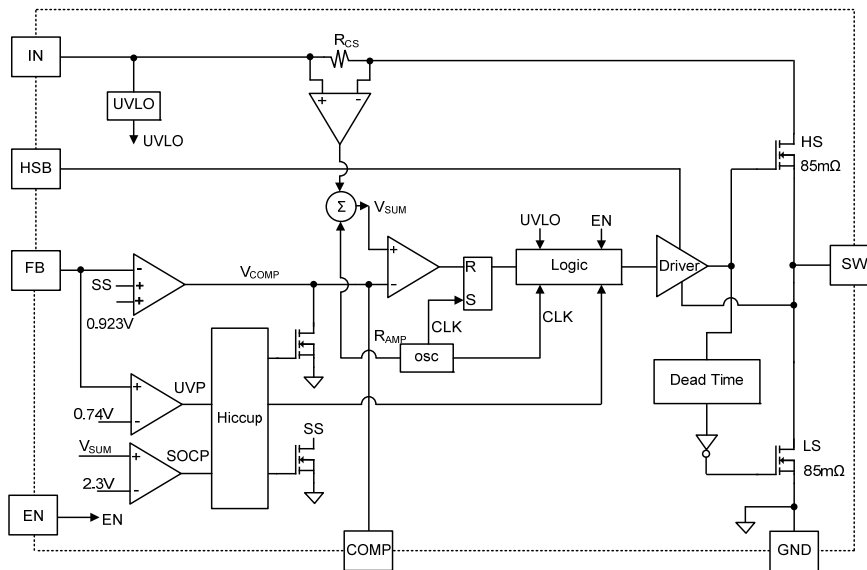 IN
RCS
UVLO
+ -
UVLO
HS
85mΩ
HSB
Σ
VSUM
UVLO
EN
FB
-
SS
+
+
0.923V
VCOMP
+
-
R
S
Logic
Driver
SW
CLK
CLK
RAMP
osc
Dead Time
UVP
+
0.74V
-
Hiccup
SS
VSUM
+
SOCP
2.3V
-
LS
85mΩ
EN
EN
COMP
GND